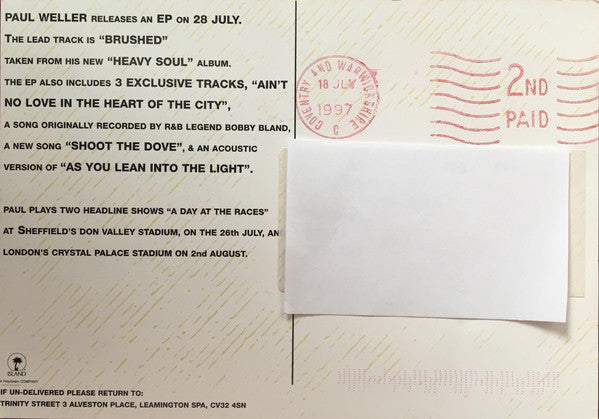 PAUL WELLER RELEASES AN EP ON 28 JULY.
THE LEAD TRACK IS “BRUSHED”
TAKEN FROM HIS NEW “HEAVY SOUL” ALBUM.
THE EP ALSO INCLUDES 3 EXCLUSIVE TRACKS, “AIN'T
NO LOVE IN THE HEART OF THE CITY”,
A SONG ORIGINALLY RECORDED BY R&B LEGEND BOBBY BLAND,
A NEW SONG “SHOOT THE DOVE”, & AN ACOUSTIC
VERSION OF “AS YOU LEAN INTO THE LIGHT”.
PAUL PLAYS TWO HEADLINE SHOWS “A DAY AT THE RACES”
AT SHEFFIELD'S DON VALLEY STADIUM, ON THE 26th JULY, AN
LONDON'S CRYSTAL PALACE STADIUM ON 2nd AUGUST.
ISLAND
A PolyGram COMPANY
IF UN-DELIVERED PLEASE RETURN TO:
TRINITY STREET 3 ALVESTON PLACE, LEAMINGTON SPA, CV32 4SN
COVENTRY AND WARWICKSHIRE
18 JLY
1997
C
2ND
PAID